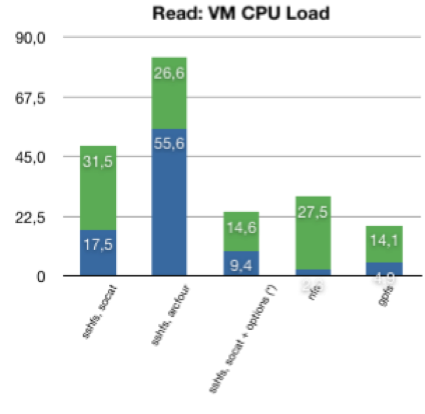 Read: VM CPU Load
90,0
67,5
45,0
22,5
0
31,5
17,5
26,6
55,6
14,6
9,4
27,5
14,1
sshfs, socat
sshfs, arcfour
sshfs, socat + options (*)
nfs
gpfs